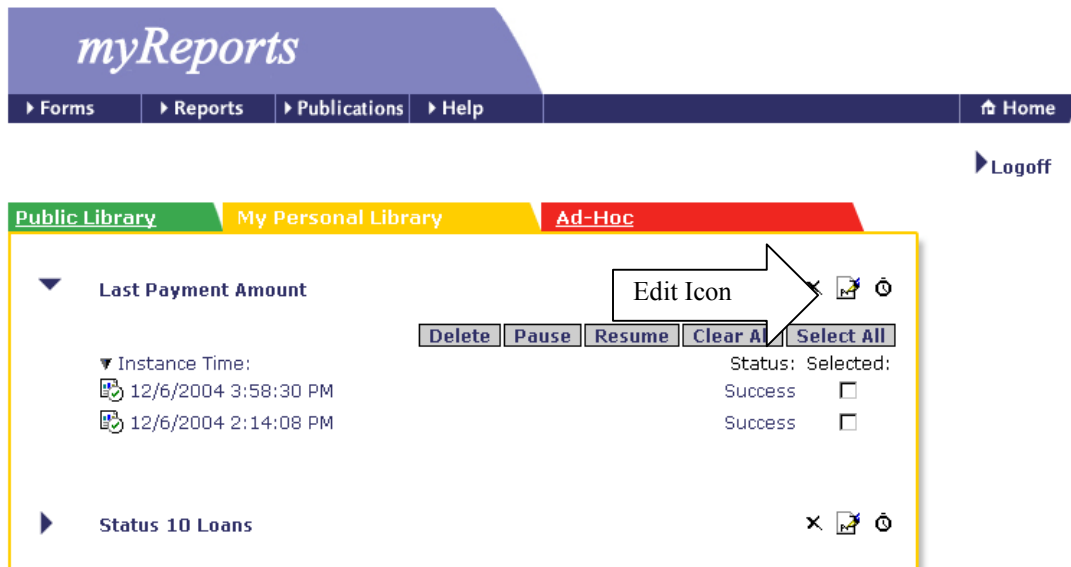 myReports
Forms Reports Publications Help Home
Logoff
Public Library My Personal Library Ad-Hoc
Last Payment Amount Edit Icon
Delete Pause Resume Clear Al Select All
Instance Time: Status: Selected:
12/6/2004 3:58:30 PM Success
12/6/2004 2:14:08 PM Success
Status 10 Loans